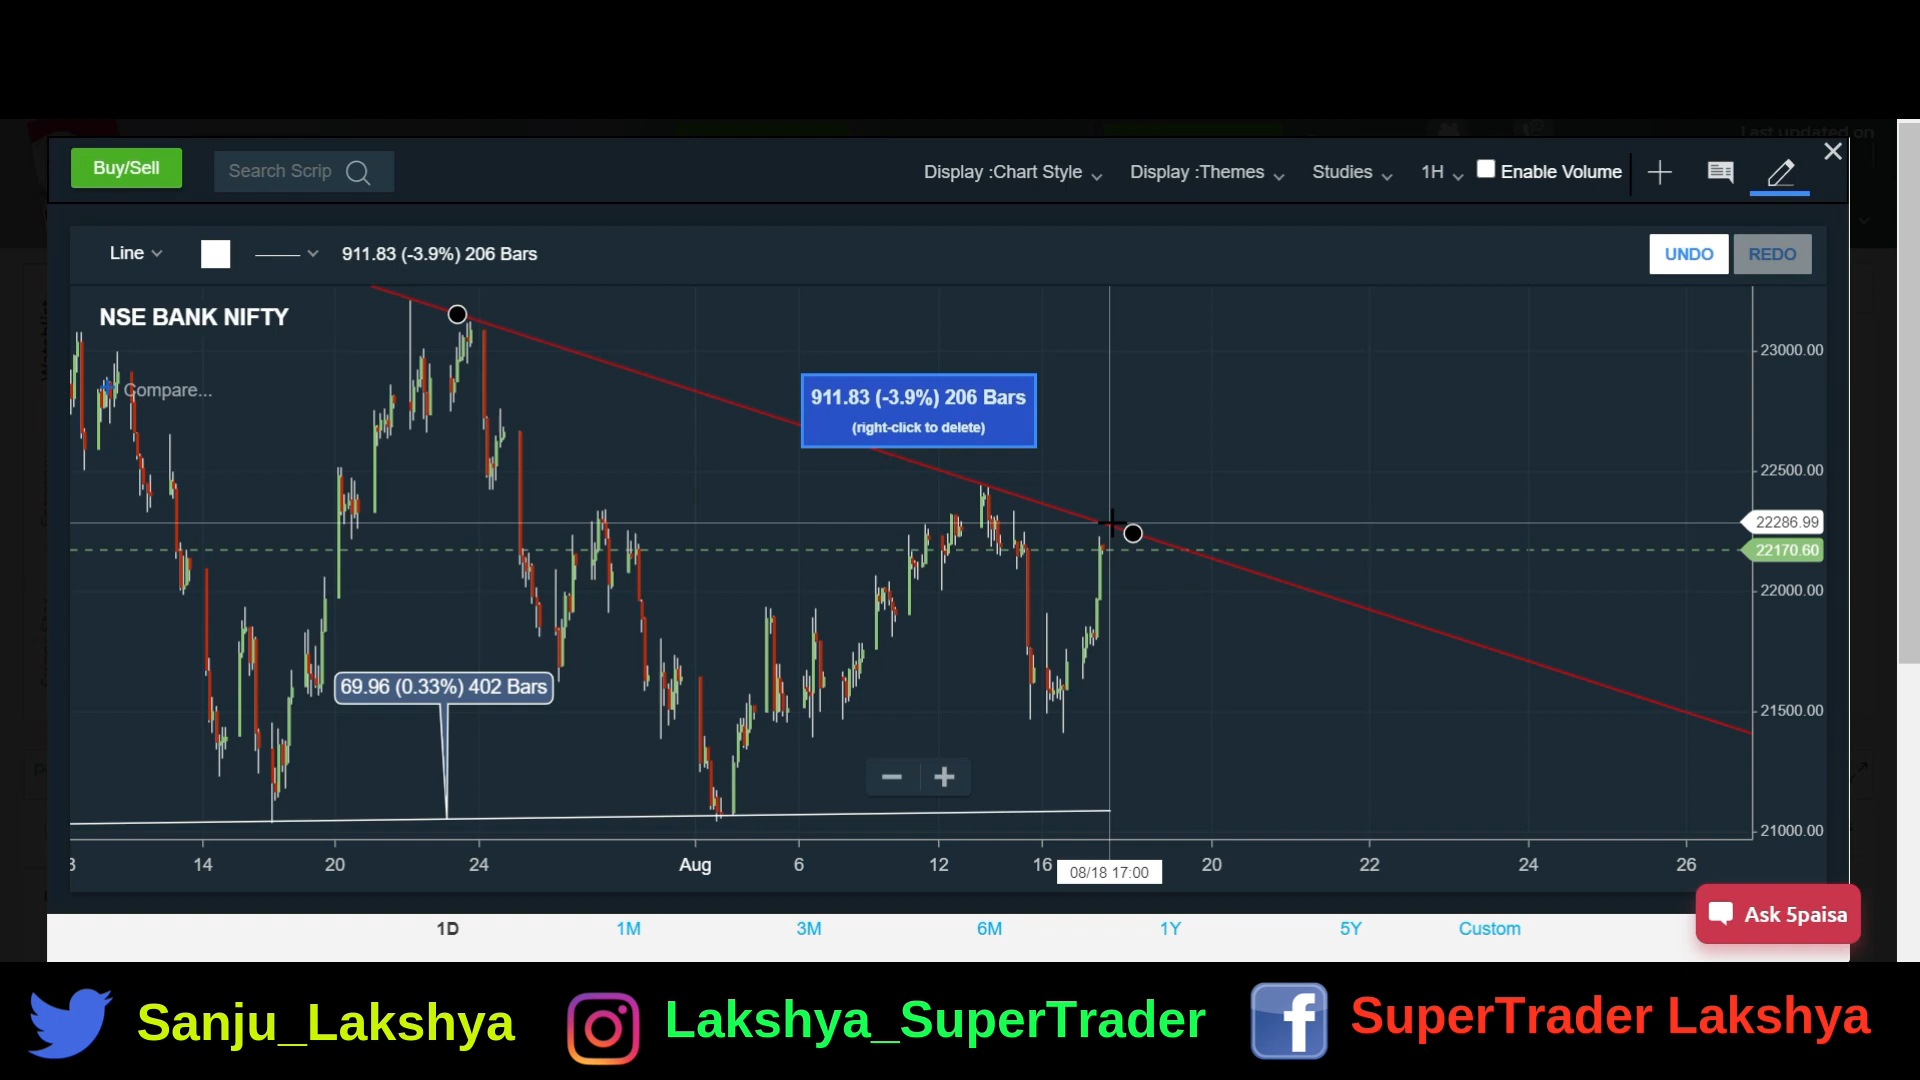 Last updated on
Buy/Sell
Search Scrip
Display :Chart Style
Display :Themes
Studies
1H
Enable Volume
Line
911.83 (-3.9%) 206 Bars
UNDO
REDO
NSE BANK NIFTY
Compare...
911.83 (-3.9%) 206 Bars
(right-click to delete)
69.96 (0.33%) 402 Bars
23000.00
22500.00
22286.99
22170.60
22000.00
21500.00
21000.00
14
20
24
Aug
6
12
16
08/18 17:00
20
22
24
26
Ask 5paisa
1D
1M
3M
6M
1Y
5Y
Custom
Sanju_Lakshya
Lakshya_SuperTrader
SuperTrader Lakshya